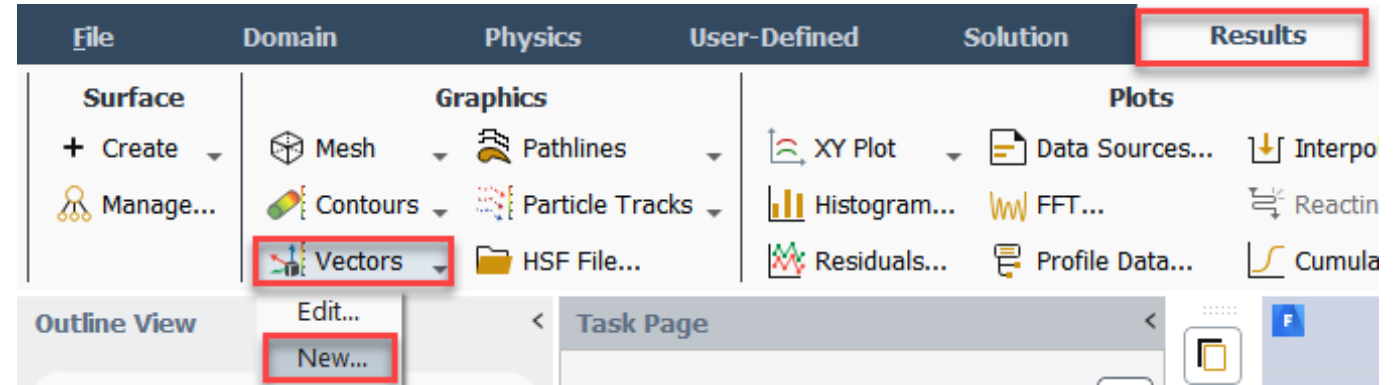 File Domain Physics User-Defined Solution Results
Surface Graphics Plots
+ Create Mesh Pathlines XY Plot Data Sources...
Manage... Contours Particle Tracks Histogram... FFT...
Vectors HSF File... Residuals... Profile Data...
Edit...
Outline View < Task Page < F
New...